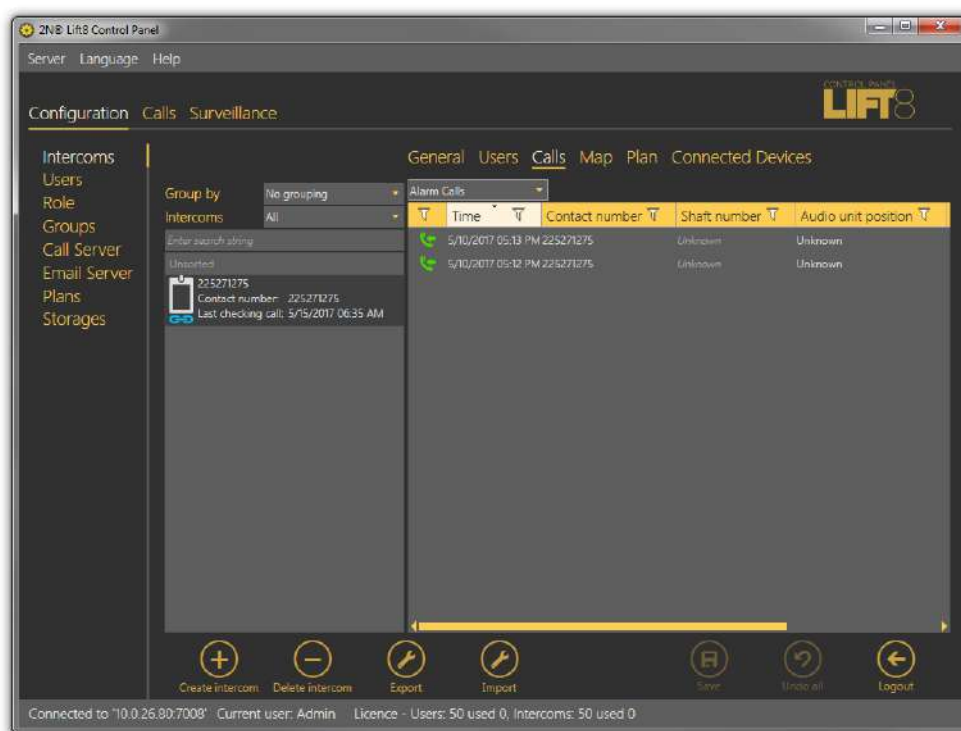 2N® Lift8 Control Panel
Server Language Help
CONTROL PANEL
LIFT8
Configuration Calls Surveillance
Intercoms
Users
Role
Groups
Call Server
Email Server
Plans
Storages
General Users Calls Map Plan Connected Devices
Group by No grouping
Intercoms All
Enter search string
Unsorted
225271275
Contact number: 225271275
Last checking call: 5/15/2017 06:35 AM
Alarm Calls
Time Contact number Shaft number Audio unit position
5/10/2017 05:13 PM 225271275 Unknown Unknown
5/10/2017 05:12 PM 225271275 Unknown Unknown
Create intercom Delete intercom Export Import Save Undo all Logout
Connected to '10.0.26.80:7008' Current user: Admin Licence - Users: 50 used 0, Intercoms: 50 used 0